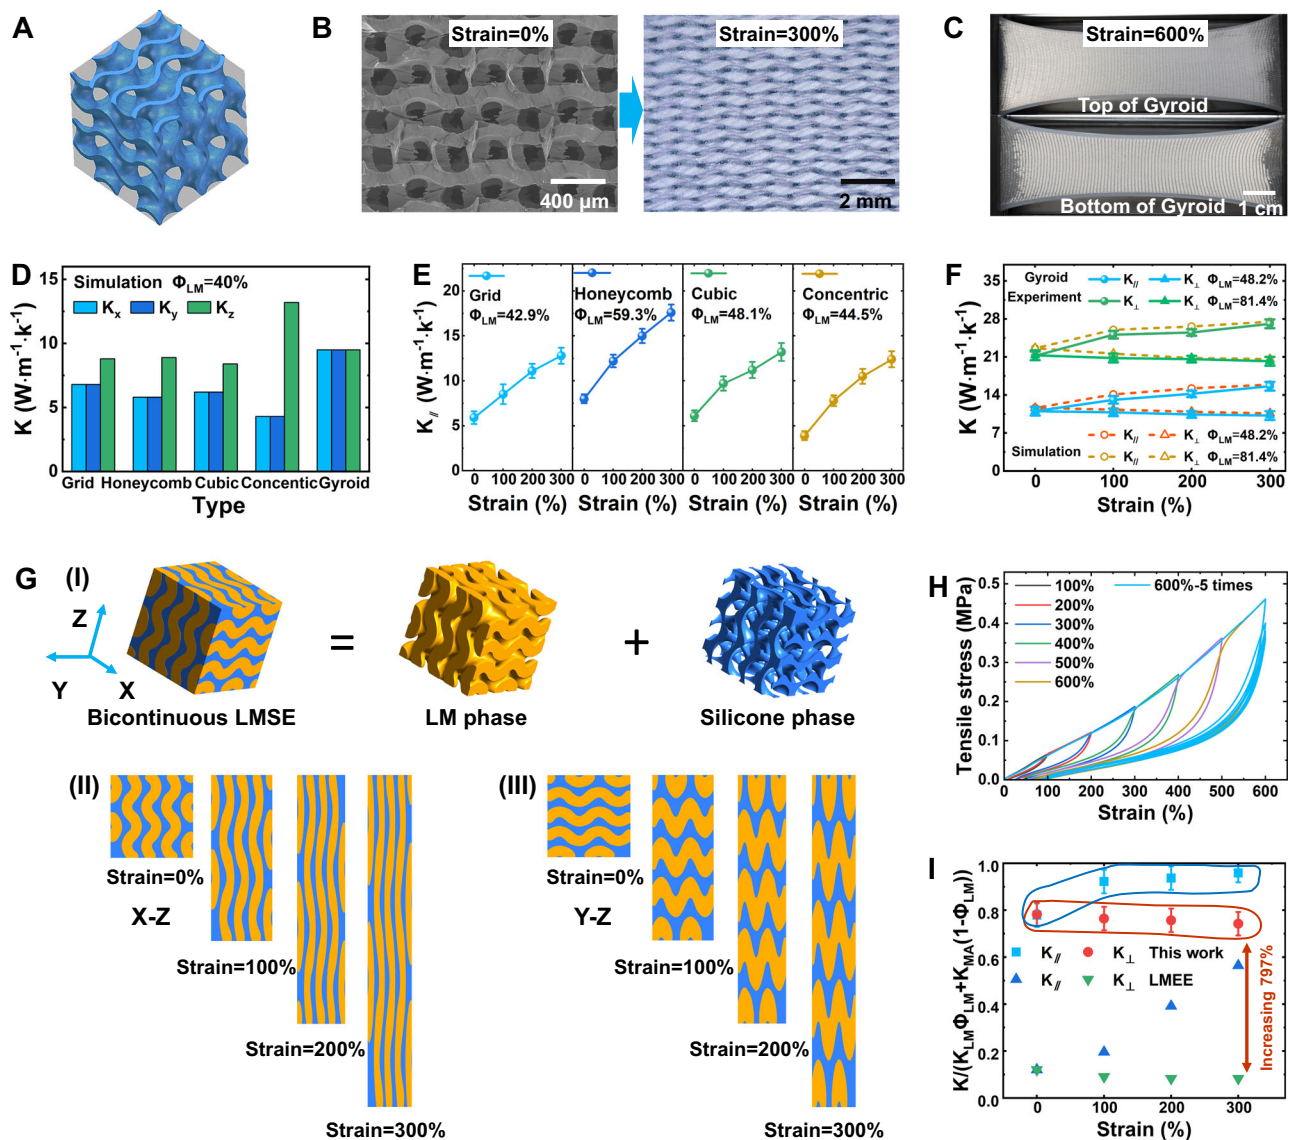 A
B
Strain=0%
400 μm
Strain=300%
2 mm
C
Strain=600%
Top of Gyroid
Bottom of Gyroid
1 cm
D
Simulation Φ_LM=40%
K_x K_y K_z
K (W·m⁻¹·k⁻¹)
15
10
5
0
Grid Honeycomb Cubic Concentic Gyroid
Type
E
K_// (W·m⁻¹·k⁻¹)
20
15
10
5
0
Grid
Φ_LM=42.9%
Honeycomb
Φ_LM=59.3%
Cubic
Φ_LM=48.1%
Concentric
Φ_LM=44.5%
0 100 200 300 0 100 200 300 0 100 200 300 0 100 200 300
Strain (%) Strain (%) Strain (%) Strain (%)
F
K (W·m⁻¹·k⁻¹)
35
28
21
14
7
0
Gyroid K_// K_⊥ Φ_LM=48.2%
Experiment K_⊥ K_⊥ Φ_LM=81.4%
K_// K_⊥ Φ_LM=48.2%
Simulation K_// K_⊥ Φ_LM=81.4%
0 100 200 300
Strain (%)
G
(I)
Z
Y
X
=
+
Bicontinuous LMSE
LM phase
Silicone phase
(II)
Strain=0%
X-Z
Strain=100%
Strain=200%
Strain=300%
(III)
Strain=0%
Y-Z
Strain=100%
Strain=200%
Strain=300%
H
Tensile stress (MPa)
0.5
0.4
0.3
0.2
0.1
0.0
100%
200%
300%
400%
500%
600%
600%-5 times
0 100 200 300 400 500 600
Strain (%)
I
K/(K_LMΦ_LM+K_MA(1-Φ_LM))
1.0
0.8
0.6
0.4
0.2
0.0
K_// K_⊥ This work
K_// K_⊥ LMEE
Increasing 797%
0 100 200 300
Strain (%)